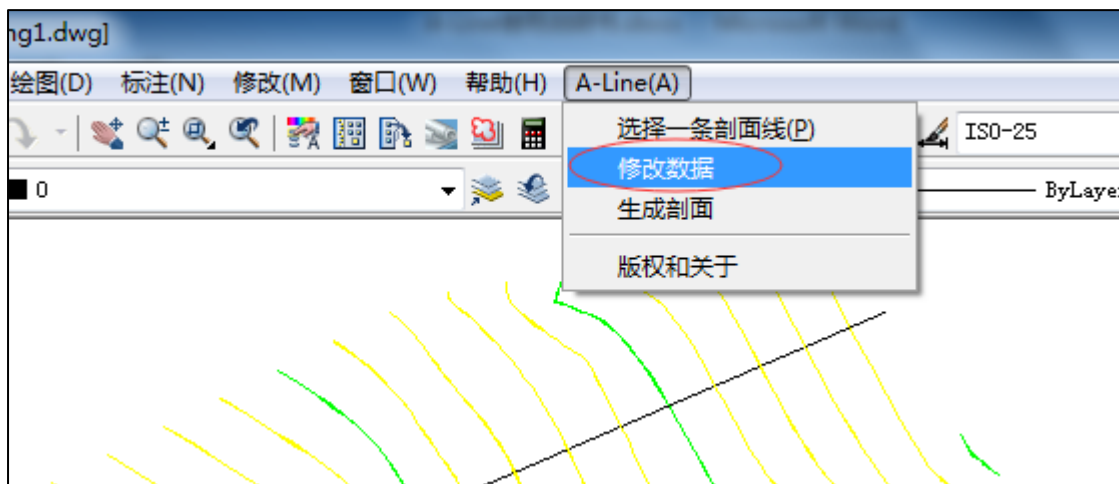 ng1.dwg]
绘图(D) 标注(N) 修改(M) 窗口(W) 帮助(H) A-Line(A)
选择一条剖面线(P)
ISO-25
修改数据
0
ByLayer
生成剖面
版权和关于